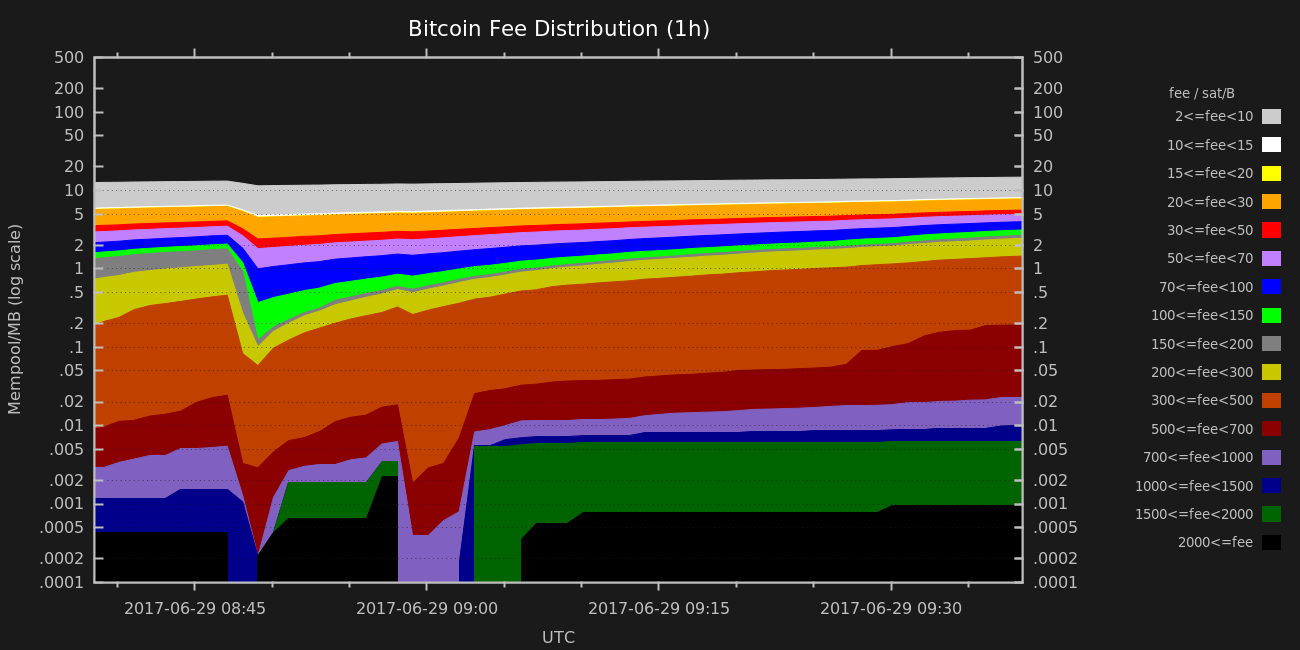 Bitcoin Fee Distribution (1h)
500 500
200 200
100 100
50 50
20 20
10 10
5 5
2 2
1 1
.5 .5
.2 .2
.1 .1
.05 .05
.02 .02
.01 .01
.005 .005
.002 .002
.001 .001
.0005 .0005
.0002 .0002
.0001 .0001
Mempool/MB (log scale)
2017-06-29 08:45 2017-06-29 09:00 2017-06-29 09:15 2017-06-29 09:30
UTC
fee / sat/B
2<=fee<10
10<=fee<15
15<=fee<20
20<=fee<30
30<=fee<50
50<=fee<70
70<=fee<100
100<=fee<150
150<=fee<200
200<=fee<300
300<=fee<500
500<=fee<700
700<=fee<1000
1000<=fee<1500
1500<=fee<2000
2000<=fee